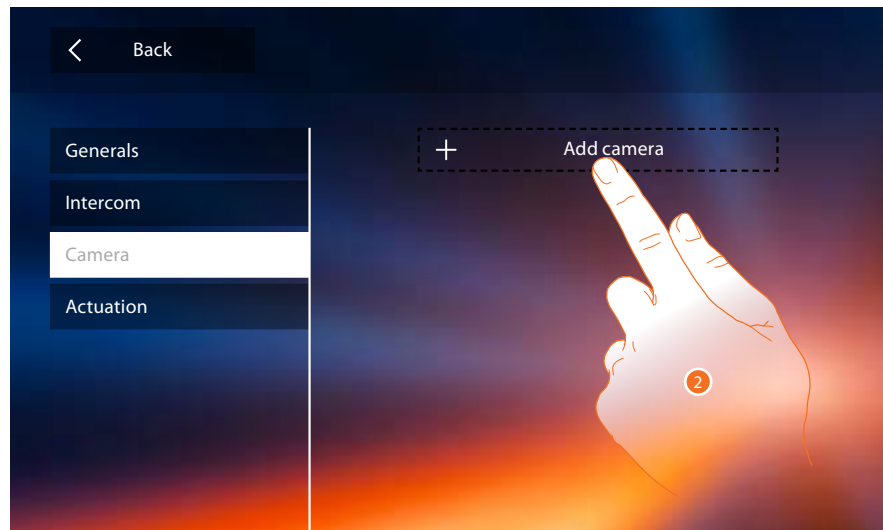 Back
Generals
+ Add camera
Intercom
Camera
Actuation
2